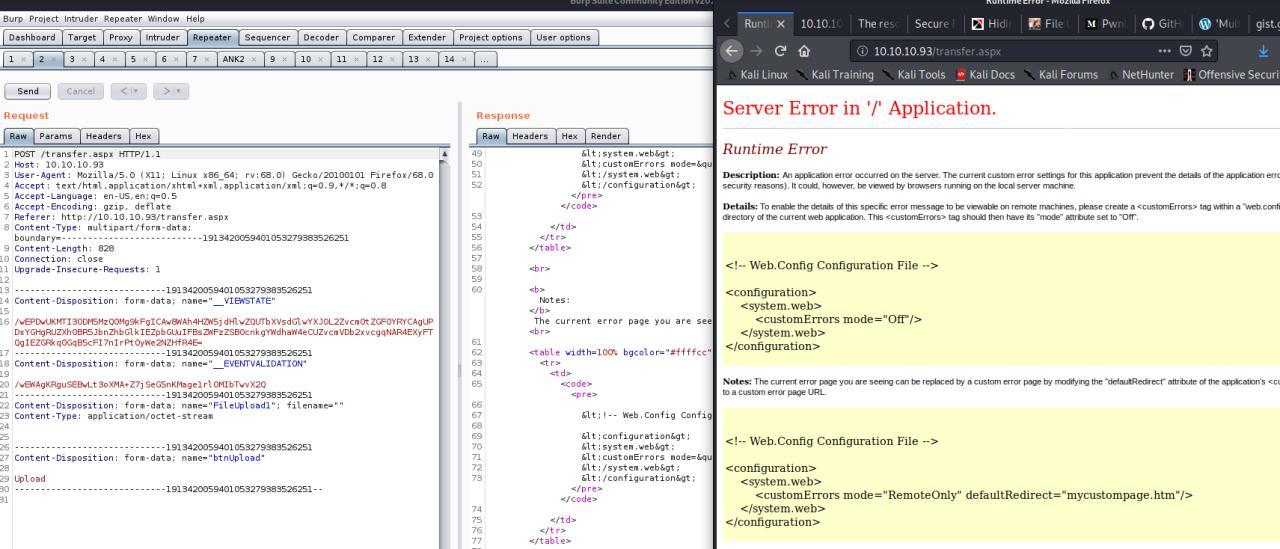 Burp Suite Community Edition v20
Runtime Error - Mozilla Firefox
Burp Project Intruder Repeater Window Help
Dashboard Target Proxy Intruder Repeater Sequencer Decoder Comparer Extender Project options User options
1 × 2 × 3 × 4 × 5 × 6 × 7 × ANK2 × 9 × 10 × 11 × 12 × 13 × 14 × ...
Send Cancel < | ▾ > | ▾
Request
Raw Params Headers Hex
1 POST /transfer.aspx HTTP/1.1
2 Host: 10.10.10.93
3 User-Agent: Mozilla/5.0 (X11; Linux x86_64; rv:68.0) Gecko/20100101 Firefox/68.0
4 Accept: text/html,application/xhtml+xml,application/xml;q=0.9,*/*;q=0.8
5 Accept-Language: en-US,en;q=0.5
6 Accept-Encoding: gzip, deflate
7 Referer: http://10.10.10.93/transfer.aspx
8 Content-Type: multipart/form-data;
boundary=---------------------------1913420059401053279383526251
9 Content-Length: 828
10 Connection: close
11 Upgrade-Insecure-Requests: 1
12
13 -----------------------------1913420059401053279383526251
14 Content-Disposition: form-data; name="__VIEWSTATE"
15
17 -----------------------------1913420059401053279383526251
18 Content-Disposition: form-data; name="__EVENTVALIDATION"
19
20 /wEWAgKRguSEBwLt3oXMA+Z7jSeG5nKMage1rlOMIbTwvX2Q
21 -----------------------------1913420059401053279383526251
22 Content-Disposition: form-data; name="FileUpload1"; filename=""
23 Content-Type: application/octet-stream
24
25
26 -----------------------------1913420059401053279383526251
27 Content-Disposition: form-data; name="btnUpload"
28
29 Upload
30 -----------------------------1913420059401053279383526251--
31
Response
Raw Headers Hex Render
49 &lt;system.web&gt;
50 &lt;customErrors mode=&qu
51 &lt;/system.web&gt;
52 &lt;/configuration&gt;
</pre>
</code>
53
54 </td>
55 </tr>
56 </table>
57
58 <br>
59
60 <b>
Notes:
</b>
The current error page you are see
<br>
61
62 <table width=100% bgcolor="#ffffcc"
63 <tr>
64 <td>
65 <code>
<pre>
66
67 &lt;!-- Web.Config Config
68
69 &lt;configuration&gt;
70 &lt;system.web&gt;
71 &lt;customErrors mode=&qu
72 &lt;/system.web&gt;
73 &lt;/configuration&gt;
</pre>
</code>
74
75 </td>
76 </tr>
77 </table>
Runti × 10.10.10 The resc Secure F Hidin File U Pwn GitH 'Mult gist.g
10.10.10.93/transfer.aspx
Kali Linux Kali Training Kali Tools Kali Docs Kali Forums NetHunter Offensive Securi
Server Error in '/' Application.
Runtime Error
Description: An application error occurred on the server. The current custom error settings for this application prevent the details of the application erro
security reasons). It could, however, be viewed by browsers running on the local server machine.
Details: To enable the details of this specific error message to be viewable on remote machines, please create a <customErrors> tag within a "web.confi
directory of the current web application. This <customErrors> tag should then have its "mode" attribute set to "Off".
<!-- Web.Config Configuration File -->
<configuration>
<system.web>
<customErrors mode="Off"/>
</system.web>
</configuration>
Notes: The current error page you are seeing can be replaced by a custom error page by modifying the "defaultRedirect" attribute of the application's <cu
to a custom error page URL.
<!-- Web.Config Configuration File -->
<configuration>
<system.web>
<customErrors mode="RemoteOnly" defaultRedirect="mycustompage.htm"/>
</system.web>
</configuration>